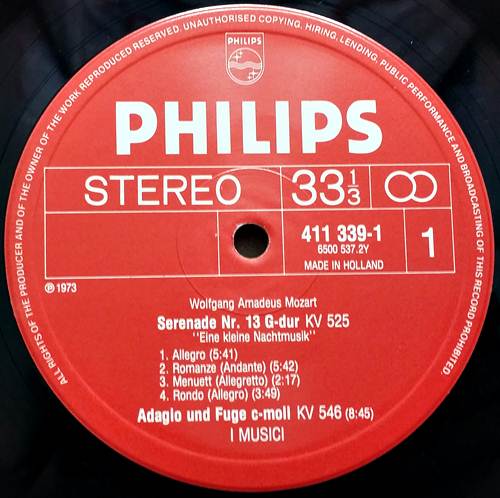 ALL RIGHTS OF THE PRODUCER AND OF THE OWNER OF THE WORK REPRODUCED RESERVED. UNAUTHORISED COPYING, HIRING, LENDING, PUBLIC PERFORMANCE AND BROADCASTING OF THIS RECORD PROHIBITED.
PHILIPS
PHILIPS
STEREO 33 1/3
411 339-1
6500 537.2Y
MADE IN HOLLAND
1
℗ 1973
Wolfgang Amadeus Mozart
Serenade Nr. 13 G-dur KV 525
"Eine kleine Nachtmusik"
1. Allegro (5:41)
2. Romanze (Andante) (5:42)
3. Menuett (Allegretto) (2:17)
4. Rondo (Allegro) (3:49)
Adagio und Fuge c-moll KV 546 (8:45)
I MUSICI